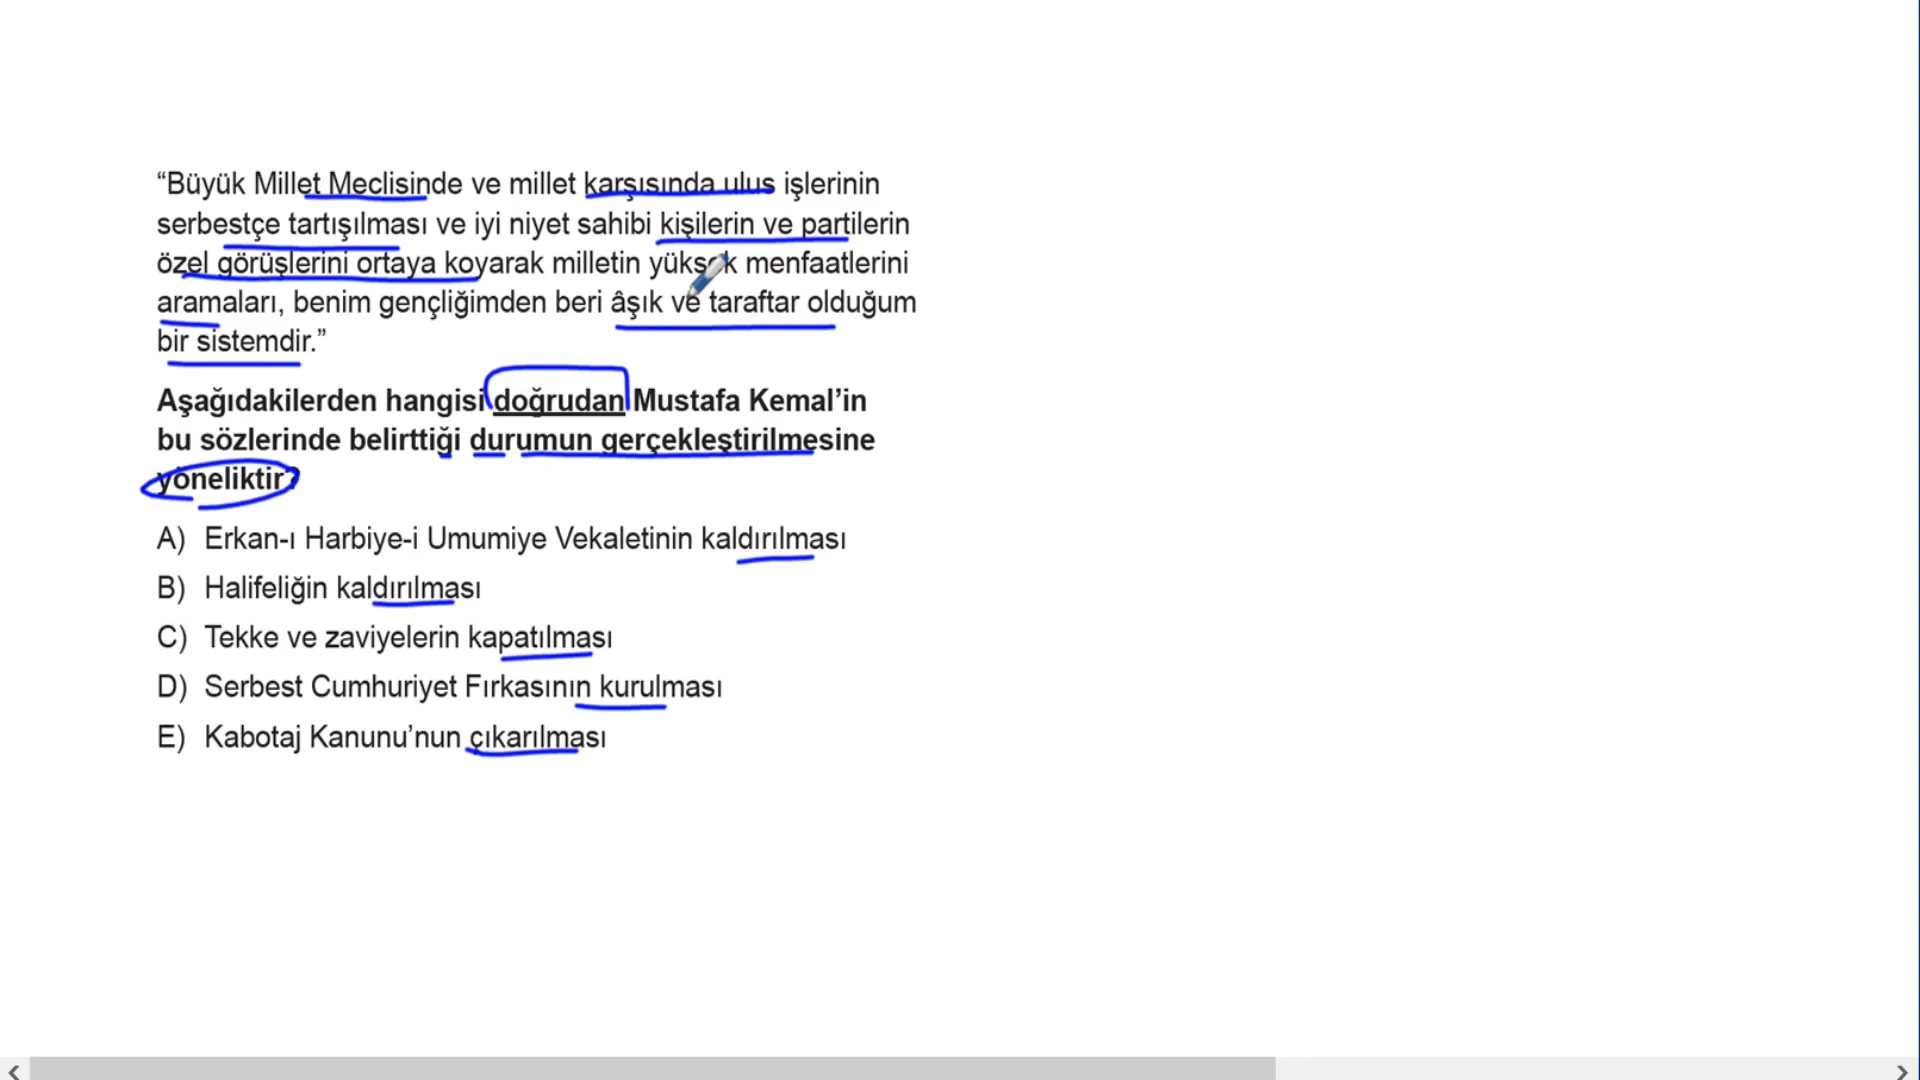 “Büyük Millet Meclisinde ve millet karşısında ulus işlerinin
serbestçe tartışılması ve iyi niyet sahibi kişilerin ve partilerin
özel görüşlerini ortaya koyarak milletin yüksek menfaatlerini
aramaları, benim gençliğimden beri âşık ve taraftar olduğum
bir sistemdir.”
Aşağıdakilerden hangisi doğrudan Mustafa Kemal’in
bu sözlerinde belirttiği durumun gerçekleştirilmesine
yöneliktir?
A) Erkan-ı Harbiye-i Umumiye Vekaletinin kaldırılması
B) Halifeliğin kaldırılması
C) Tekke ve zaviyelerin kapatılması
D) Serbest Cumhuriyet Fırkasının kurulması
E) Kabotaj Kanunu’nun çıkarılması